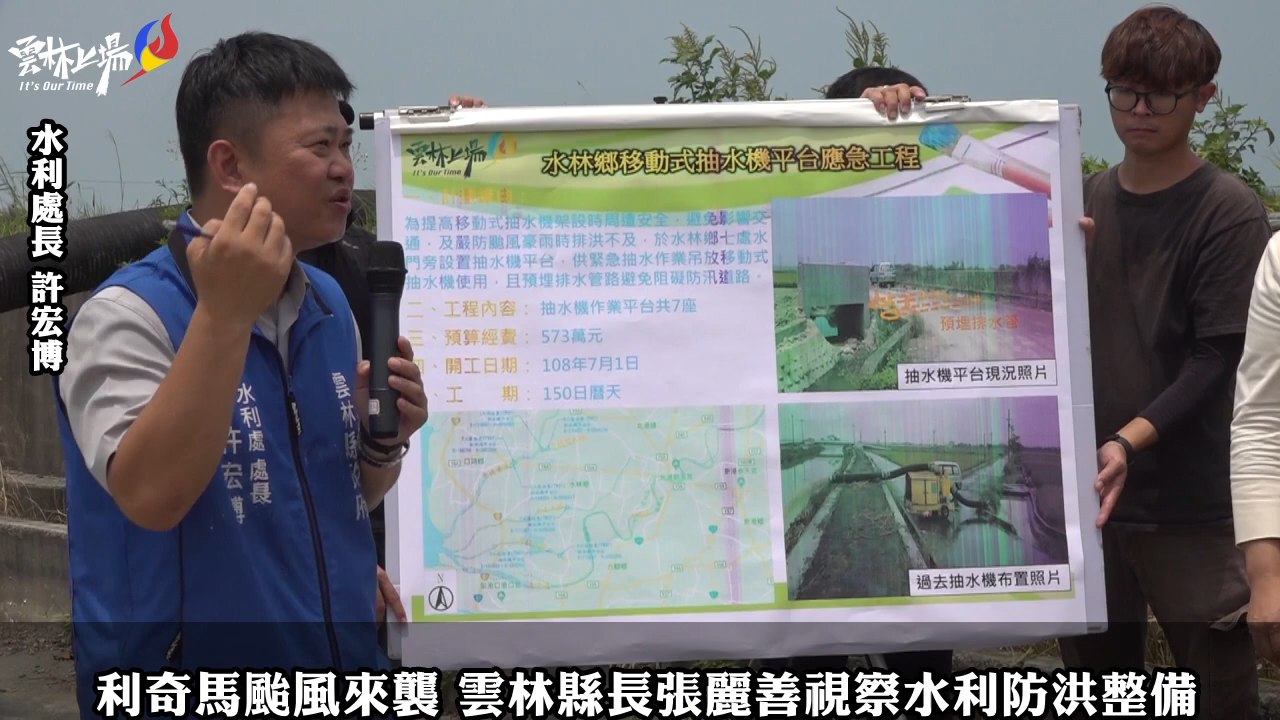 雲林上場
It's Our Time
水利處長 許宏博
雲林上場
It's Our Time
水林鄉移動式抽水機平台應急工程
為提高移動式抽水機架設時周遭安全，避免影響交
通，及嚴防颱風豪雨時排洪不及，於水林鄉七處水
門旁設置抽水機平台，供緊急抽水作業吊放移動式
抽水機使用，且預埋排水管路避免阻礙防汛道路。
二、工程內容：抽水機作業平台共7座
三、預算經費：573萬元
開工日期：108年7月1日
工　期：150日曆天
預埋排水管
抽水機平台現況照片
過去抽水機布置照片
N
雲林縣政府
水利處處長
許宏博
利奇馬颱風來襲 雲林縣長張麗善視察水利防洪整備